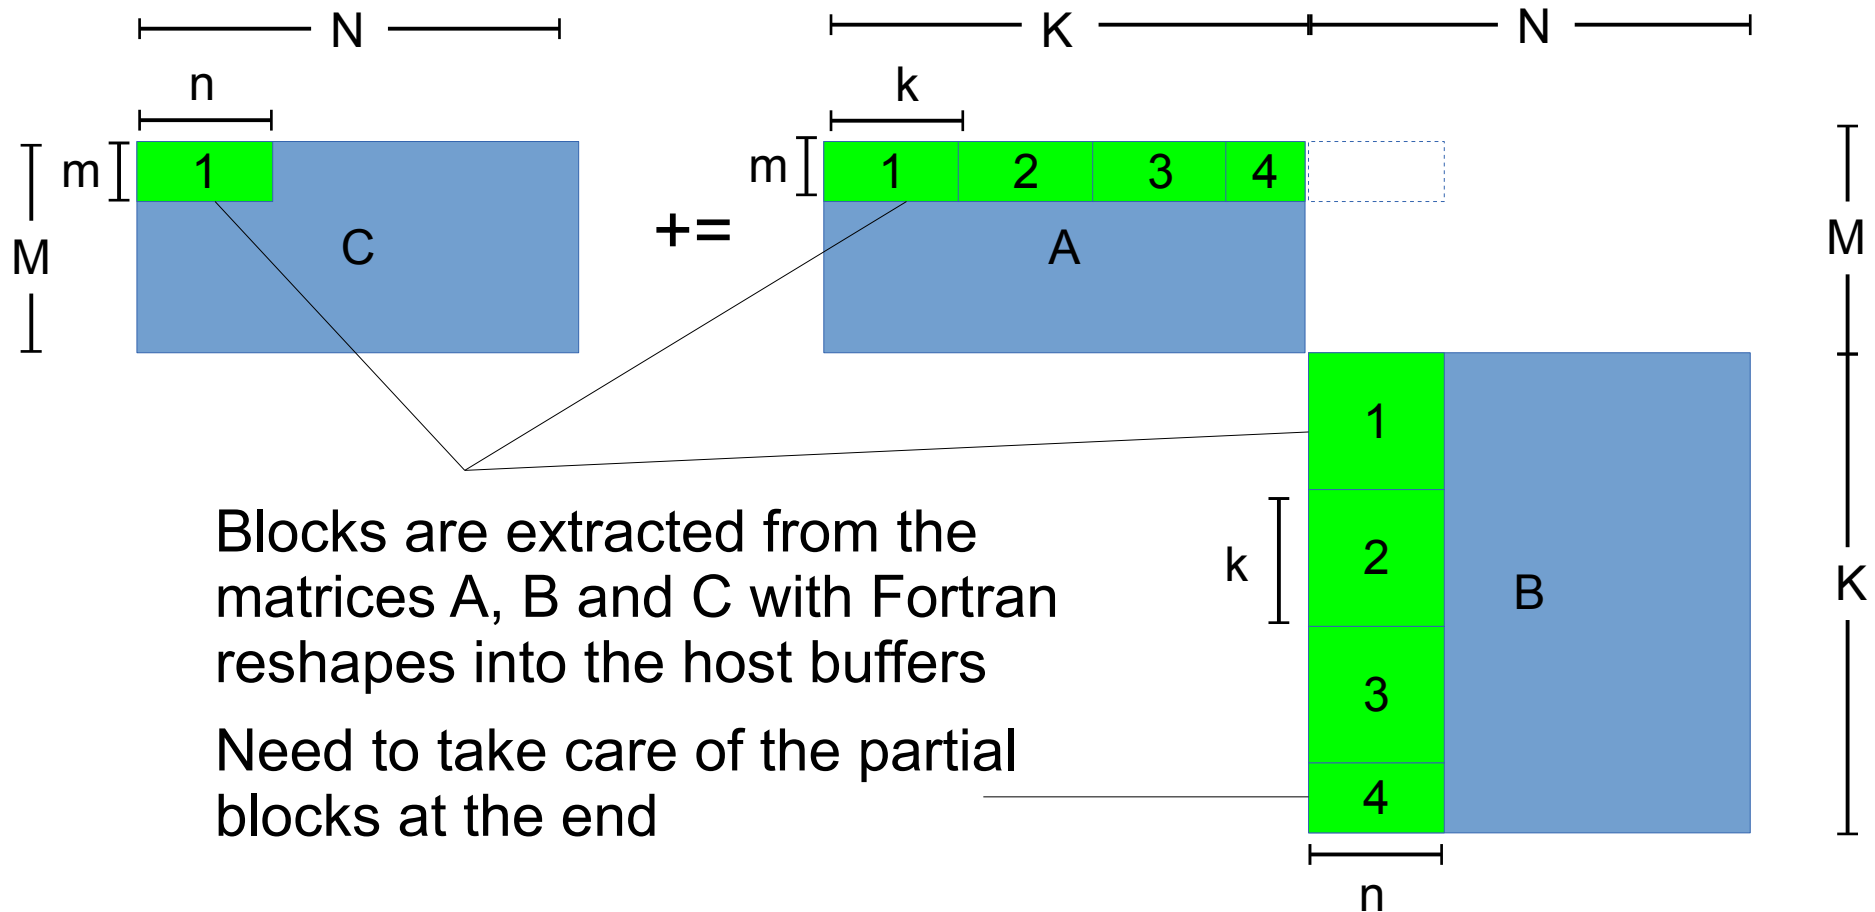 N
K
N
n
k
m
1
m
1
2
3
4
M
C
+=
A
M
1
Blocks are extracted from the
matrices A, B and C with Fortran
reshapes into the host buffers
k
2
B
K
3
Need to take care of the partial
blocks at the end
4
n